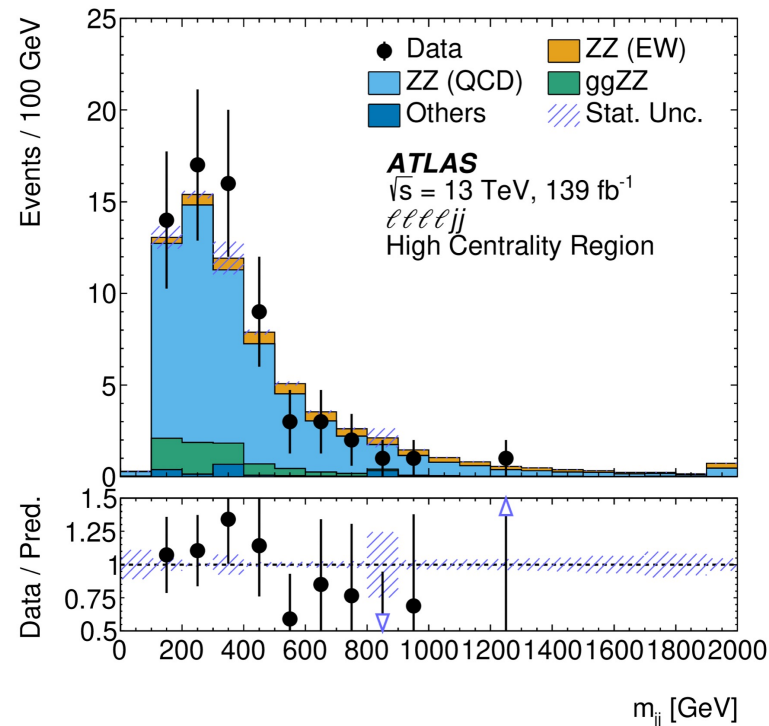 Events / 100 GeV
25
20
15
10
5
0
Data
ZZ (EW)
ZZ (QCD)
ggZZ
Others
Stat. Unc.
ATLAS
√s = 13 TeV, 139 fb⁻¹
ℓℓℓℓjj
High Centrality Region
Data / Pred.
1.5
1.25
1
0.75
0.5
0 200 400 600 800 1000 1200 1400 1600 1800 2000
m_jj [GeV]